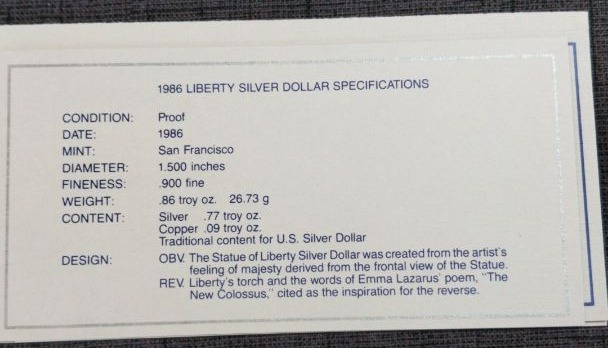 1986 LIBERTY SILVER DOLLAR SPECIFICATIONS
CONDITION: Proof
DATE: 1986
MINT: San Francisco
DIAMETER: 1.500 inches
FINENESS: .900 fine
WEIGHT: .86 troy oz. 26.73 g
CONTENT: Silver .77 troy oz.
Copper .09 troy oz.
Traditional content for U.S. Silver Dollar
DESIGN: OBV. The Statue of Liberty Silver Dollar was created from the artist's
feeling of majesty derived from the frontal view of the Statue.
REV. Liberty's torch and the words of Emma Lazarus' poem, "The
New Colossus," cited as the inspiration for the reverse.